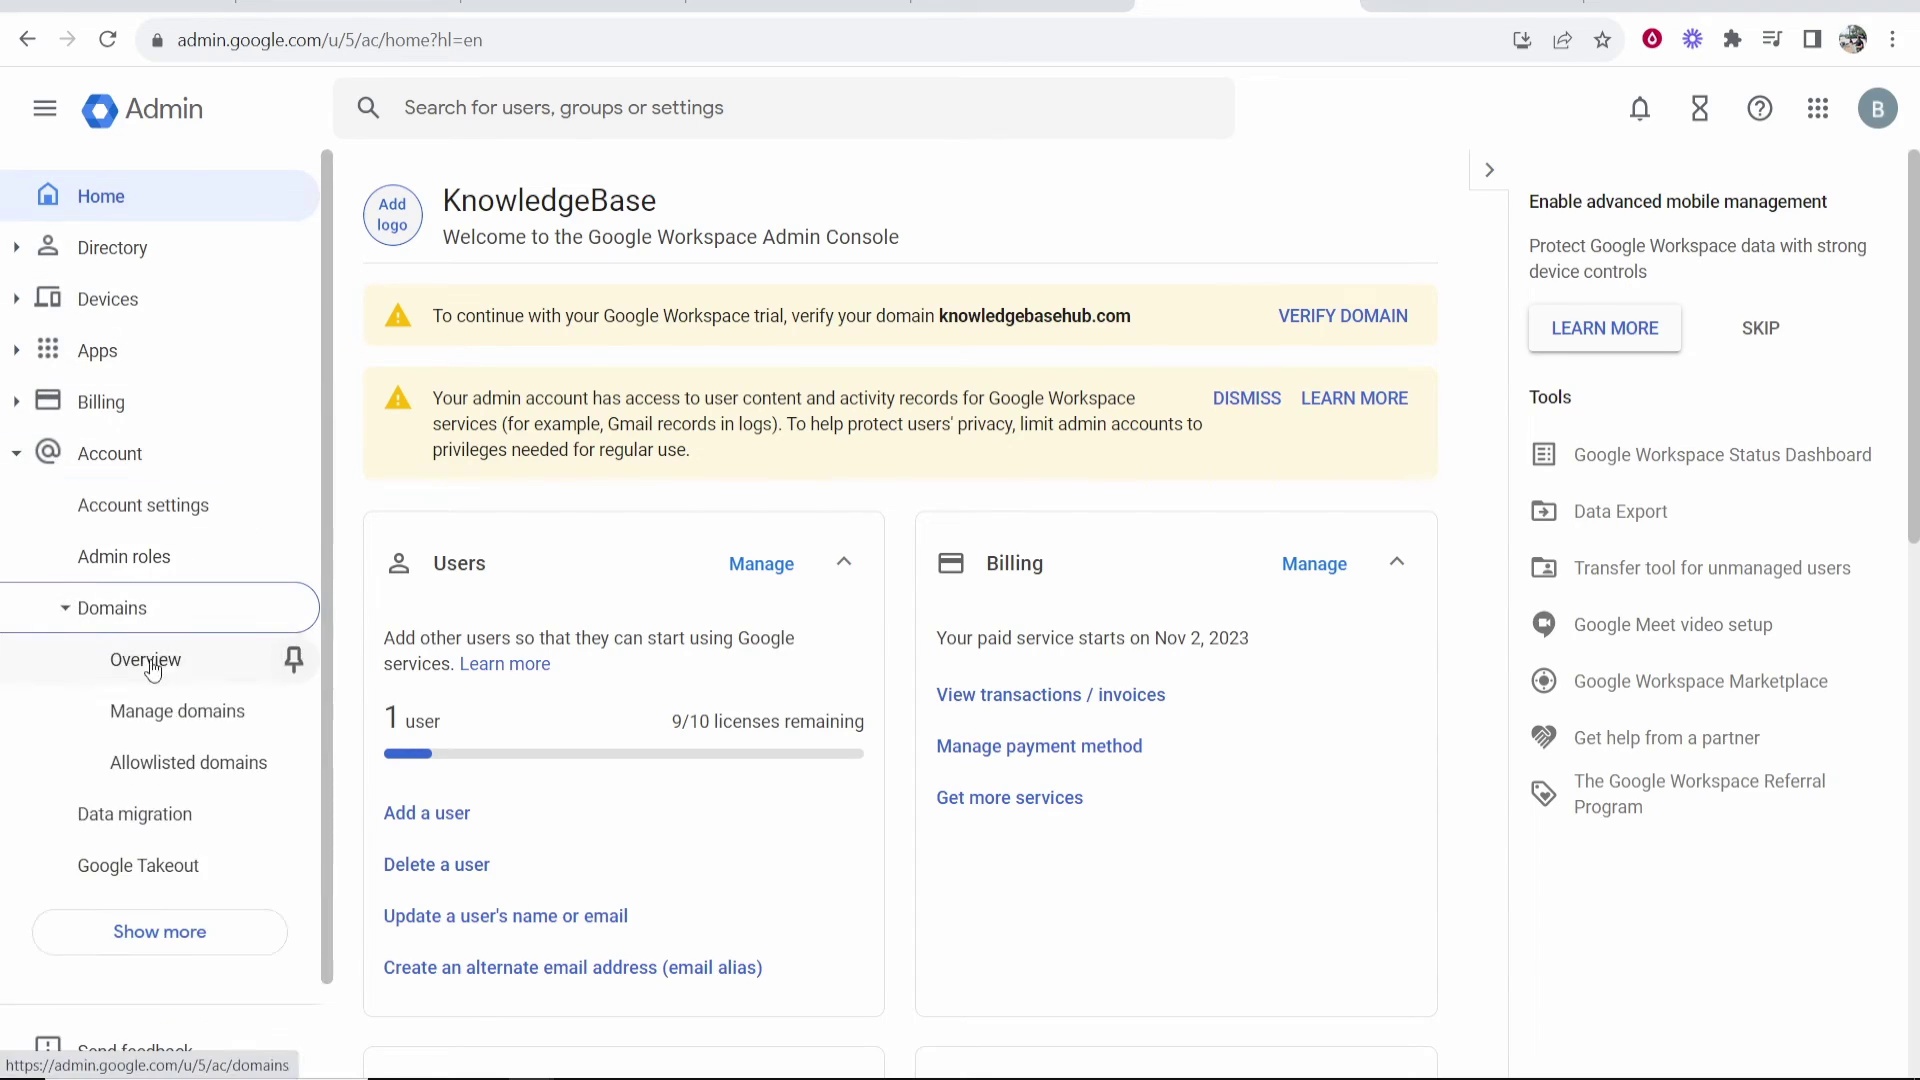 admin.google.com/u/5/ac/home?hl=en
Admin
Search for users, groups or settings
B
Home
Directory
Devices
Apps
Billing
Account
Account settings
Admin roles
Domains
Overview
Manage domains
Allowlisted domains
Data migration
Google Takeout
Show more
Send feedback
https://admin.google.com/u/5/ac/domains
Add
logo
KnowledgeBase
Welcome to the Google Workspace Admin Console
To continue with your Google Workspace trial, verify your domain knowledgebasehub.com VERIFY DOMAIN
Your admin account has access to user content and activity records for Google Workspace DISMISS LEARN MORE
services (for example, Gmail records in logs). To help protect users' privacy, limit admin accounts to
privileges needed for regular use.
Users Manage
Add other users so that they can start using Google
services. Learn more
1 user 9/10 licenses remaining
Add a user
Delete a user
Update a user's name or email
Create an alternate email address (email alias)
Billing Manage
Your paid service starts on Nov 2, 2023
View transactions / invoices
Manage payment method
Get more services
Enable advanced mobile management
Protect Google Workspace data with strong
device controls
LEARN MORE SKIP
Tools
Google Workspace Status Dashboard
Data Export
Transfer tool for unmanaged users
Google Meet video setup
Google Workspace Marketplace
Get help from a partner
The Google Workspace Referral
Program